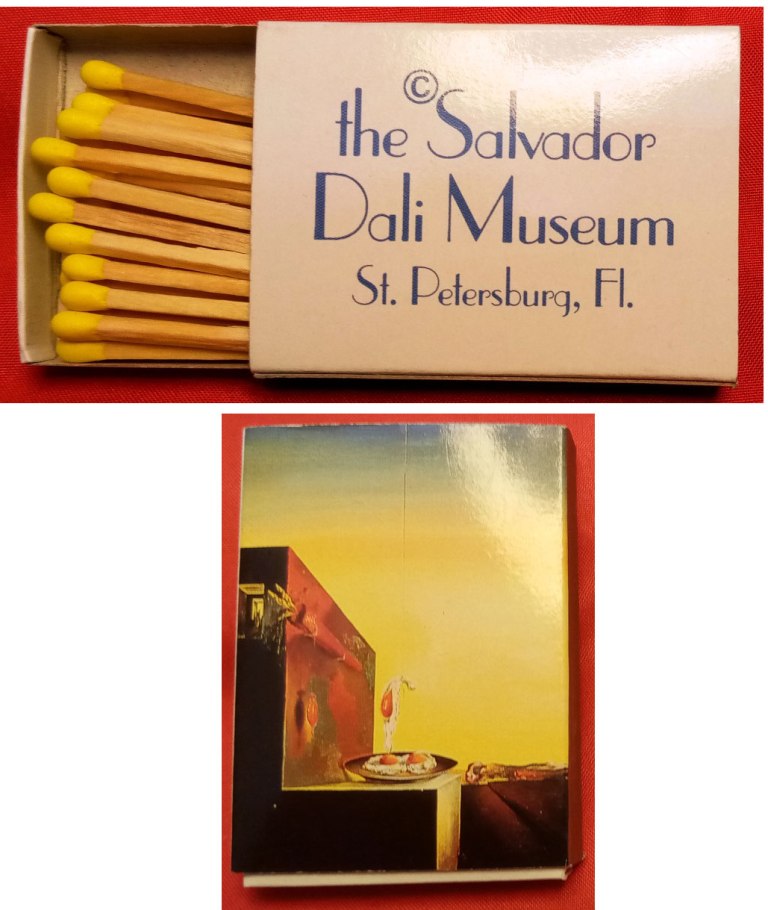 ©
the Salvador
Dali Museum
St. Petersburg, Fl.